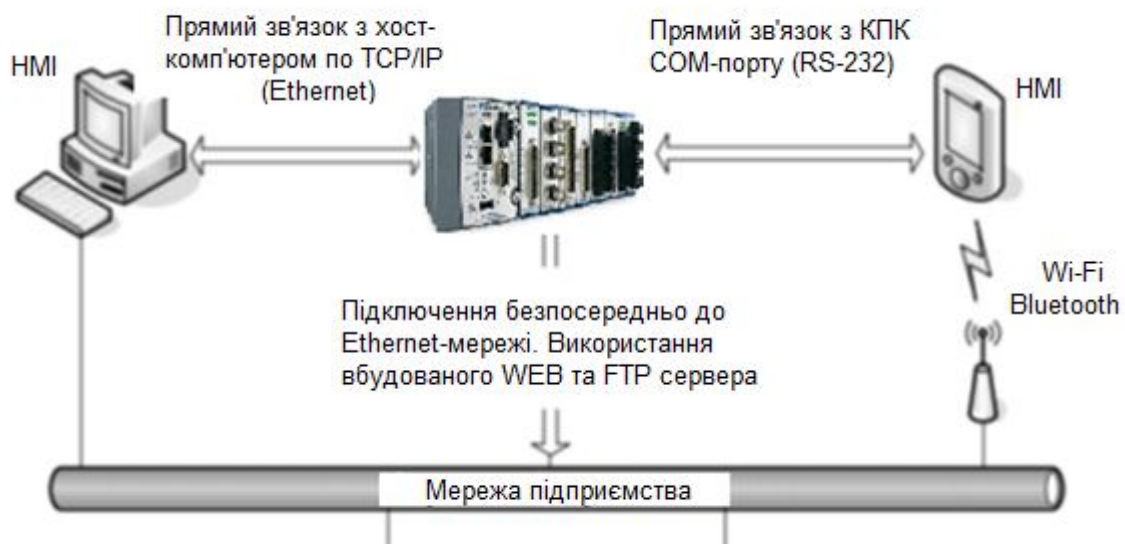 Прямий зв'язок з хост-
комп'ютером по TCP/IP
(Ethernet)
Прямий зв'язок з КПК
COM-порту (RS-232)
HMI
HMI
Wi-Fi
Bluetooth
Підключення безпосередньо до
Ethernet-мережі. Використання
вбудованого WEB та FTP сервера
Мережа підприємства